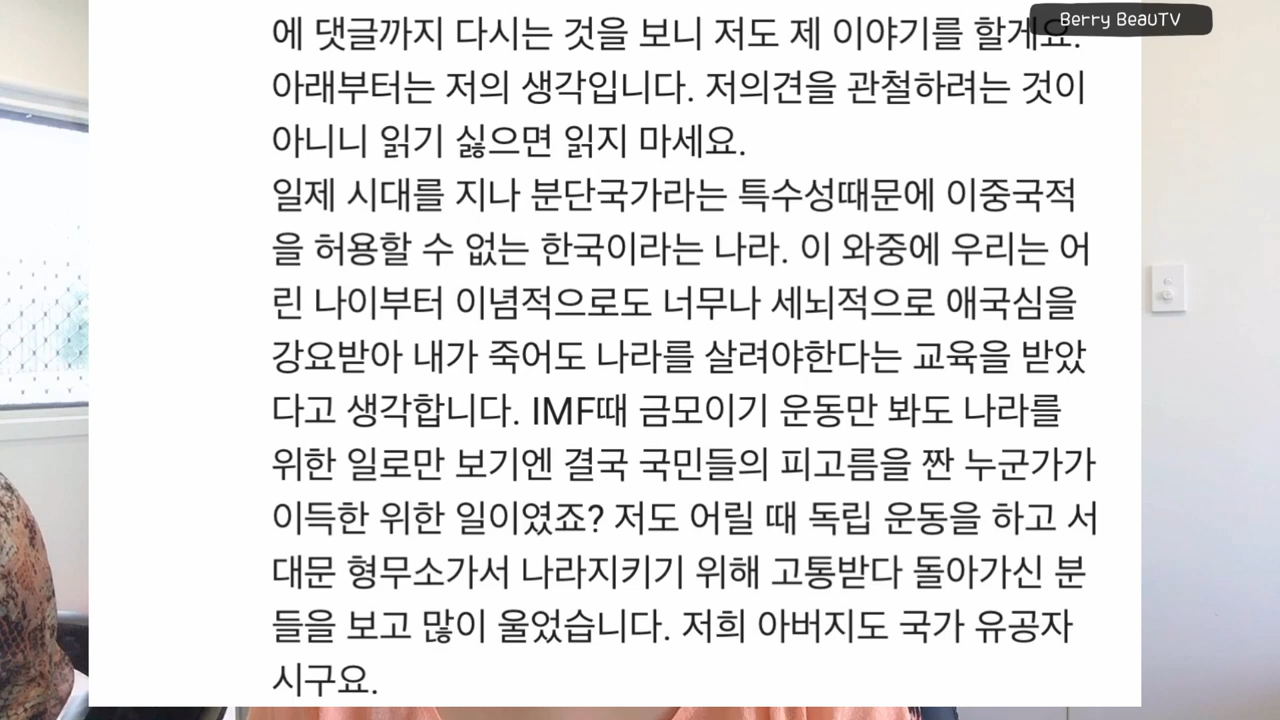 Berry BeauTV
에 댓글까지 다시는 것을 보니 저도 제 이야기를 할게요.
아래부터는 저의 생각입니다. 저의견을 관철하려는 것이
아니니 읽기 싫으면 읽지 마세요.
일제 시대를 지나 분단국가라는 특수성때문에 이중국적
을 허용할 수 없는 한국이라는 나라. 이 와중에 우리는 어
린 나이부터 이념적으로도 너무나 세뇌적으로 애국심을
강요받아 내가 죽어도 나라를 살려야한다는 교육을 받았
다고 생각합니다. IMF때 금모이기 운동만 봐도 나라를
위한 일로만 보기엔 결국 국민들의 피고름을 짠 누군가가
이득한 위한 일이였죠? 저도 어릴 때 독립 운동을 하고 서
대문 형무소가서 나라지키기 위해 고통받다 돌아가신 분
들을 보고 많이 울었습니다. 저희 아버지도 국가 유공자
시구요.